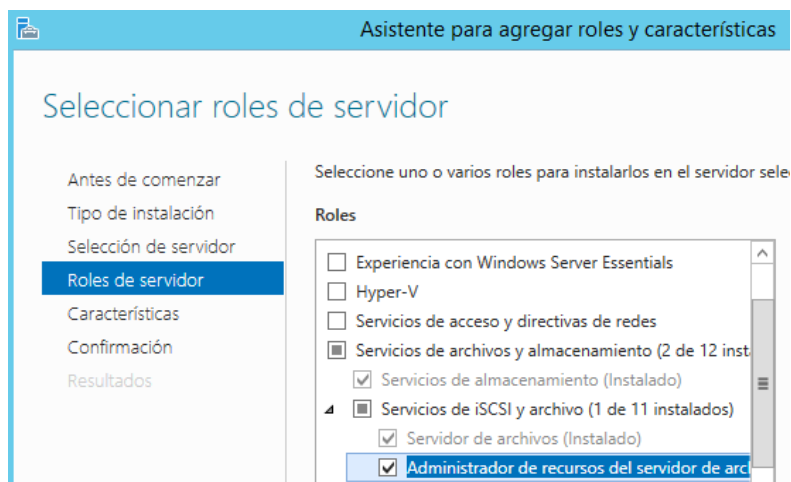 Asistente para agregar roles y características
Seleccionar roles de servidor
Antes de comenzar
Tipo de instalación
Selección de servidor
Roles de servidor
Características
Confirmación
Resultados
Seleccione uno o varios roles para instalarlos en el servidor sele
Roles
Experiencia con Windows Server Essentials
Hyper-V
Servicios de acceso y directivas de redes
Servicios de archivos y almacenamiento (2 de 12 inst
Servicios de almacenamiento (Instalado)
Servicios de iSCSI y archivo (1 de 11 instalados)
Servidor de archivos (Instalado)
Administrador de recursos del servidor de arc